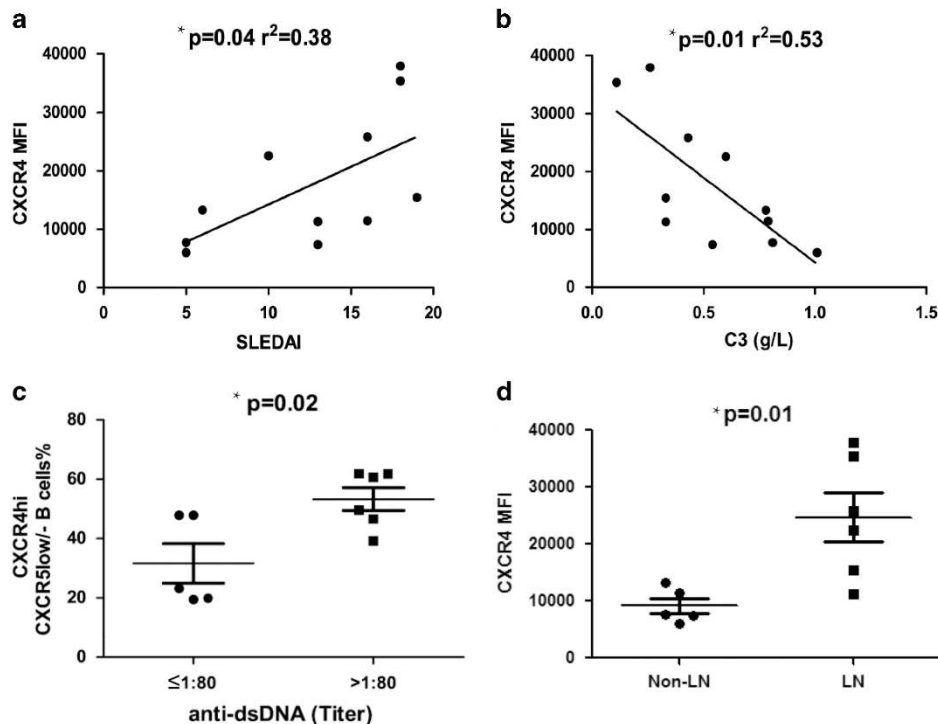 a
* p=0.04 r²=0.38
40000
30000
20000
10000
0
CXCR4 MFI
0 5 10 15 20
SLEDAI
b
* p=0.01 r²=0.53
40000
30000
20000
10000
0
CXCR4 MFI
0.0 0.5 1.0 1.5
C3 (g/L)
c
* p=0.02
80
60
40
20
0
CXCR4hi
CXCR5low/- B cells%
≤1:80 >1:80
anti-dsDNA (Titer)
d
* p=0.01
40000
30000
20000
10000
0
CXCR4 MFI
Non-LN LN